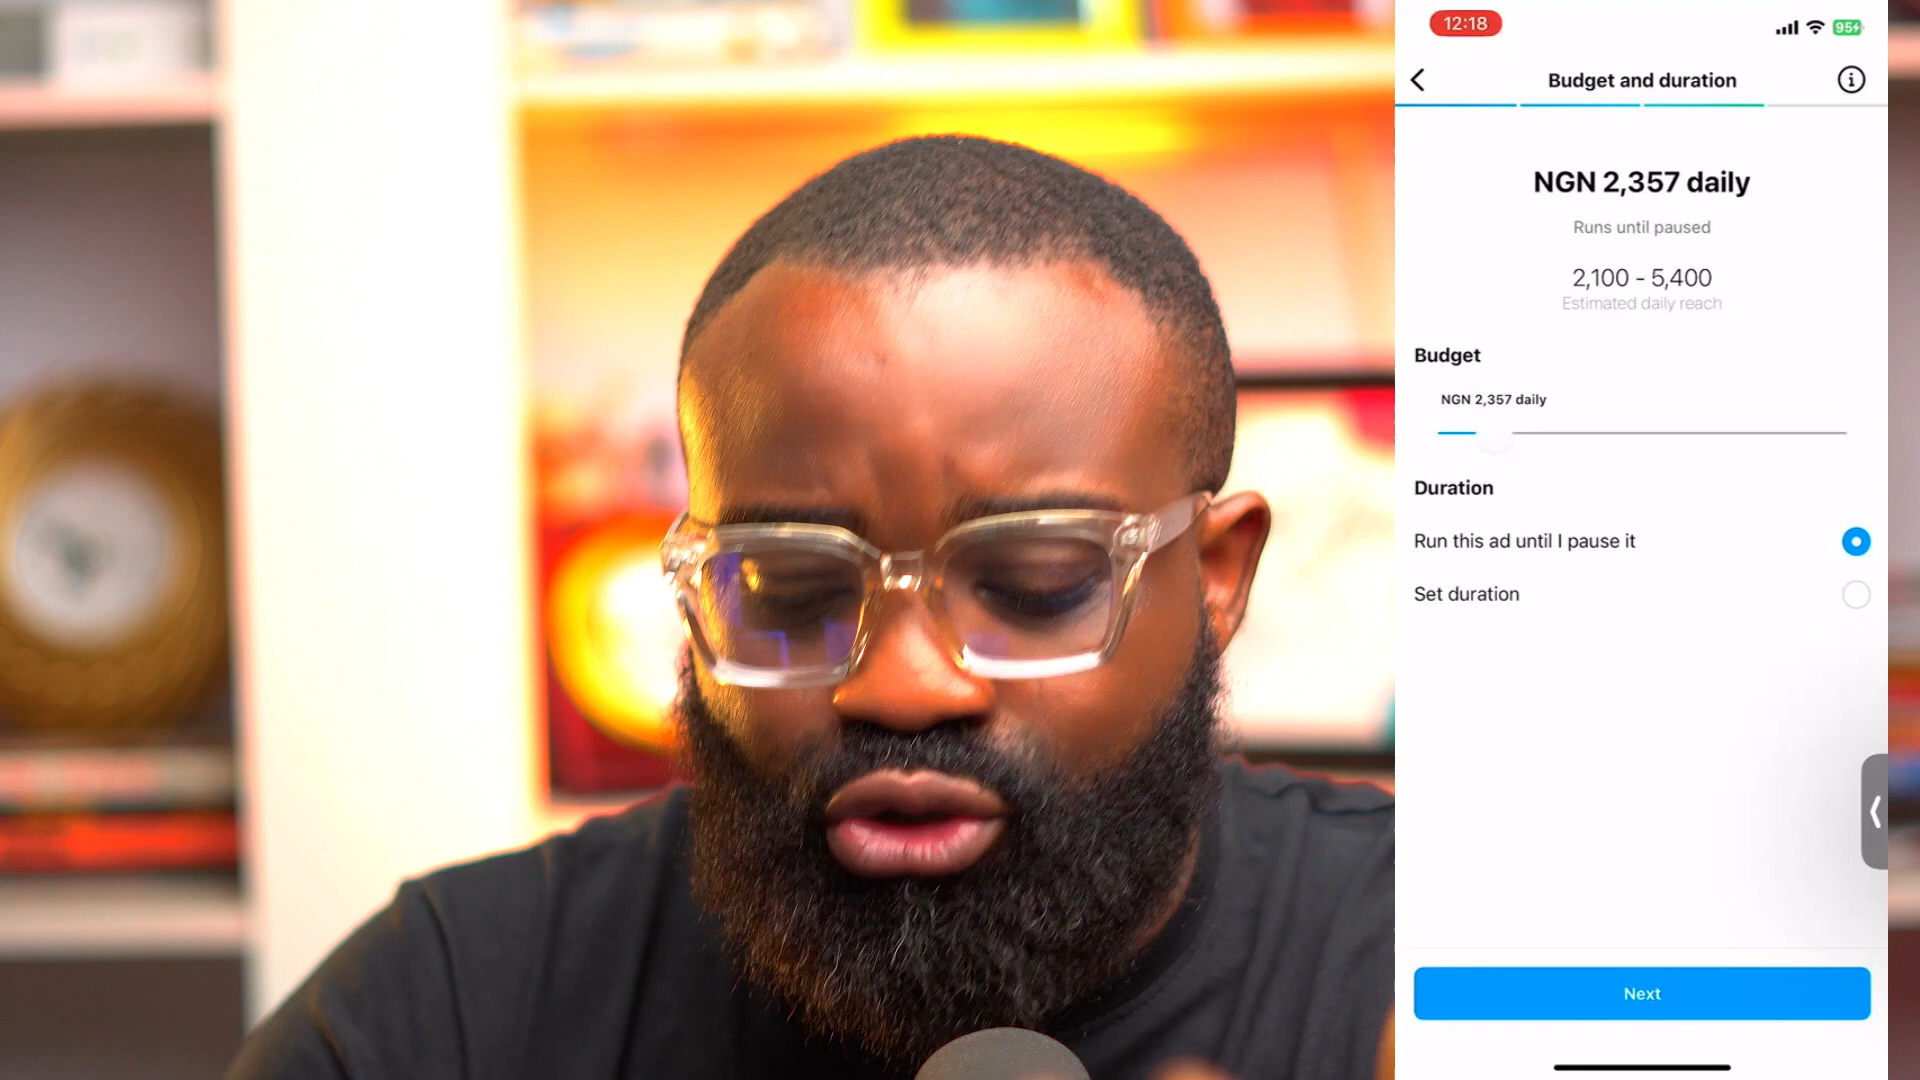 12:18
95
Budget and duration
NGN 2,357 daily
Runs until paused
2,100 - 5,400
Estimated daily reach
Budget
NGN 2,357 daily
Duration
Run this ad until I pause it
Set duration
Next